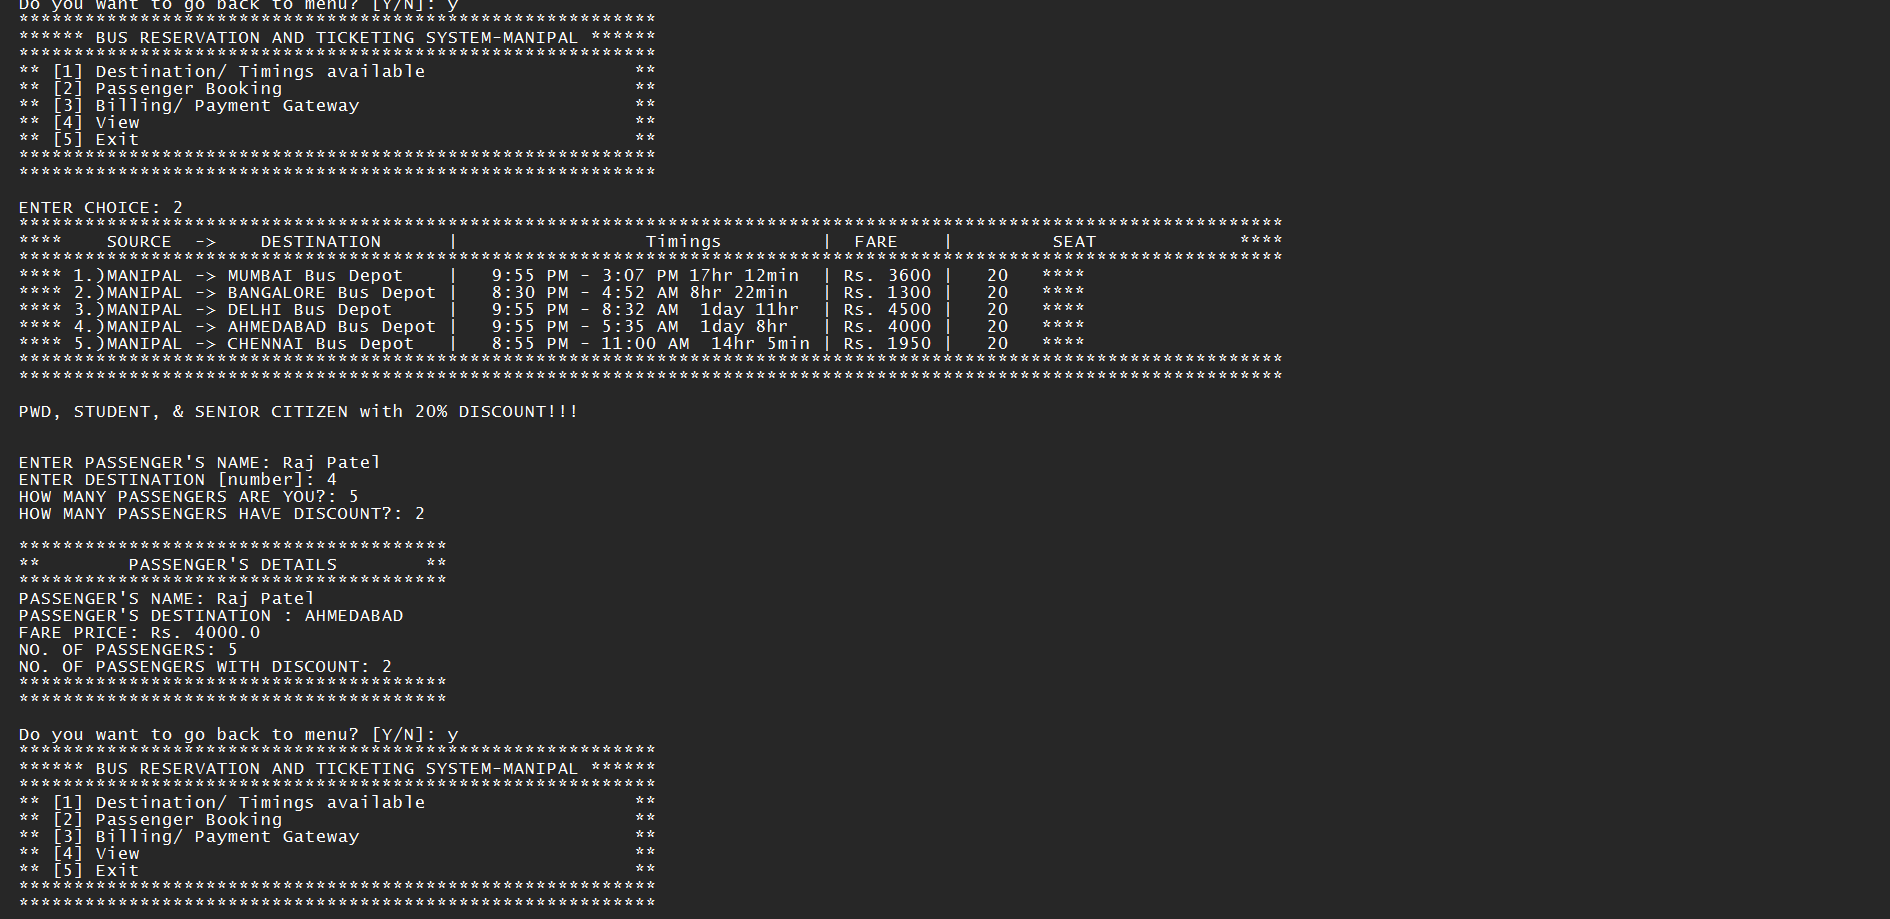 Do you want to go back to menu? [Y/N]: y
**********************************************************
****** BUS RESERVATION AND TICKETING SYSTEM-MANIPAL ******
**********************************************************
** [1] Destination/ Timings available                   **
** [2] Passenger Booking                                **
** [3] Billing/ Payment Gateway                         **
** [4] View                                             **
** [5] Exit                                             **
**********************************************************
**********************************************************
ENTER CHOICE: 2
*******************************************************************************************************************
****    SOURCE  ->    DESTINATION      |                 Timings         |  FARE    |         SEAT             ****
*******************************************************************************************************************
**** 1.)MANIPAL -> MUMBAI Bus Depot    |   9:55 PM - 3:07 PM 17hr 12min  | Rs. 3600 |   20   ****
**** 2.)MANIPAL -> BANGALORE Bus Depot |   8:30 PM - 4:52 AM 8hr 22min   | Rs. 1300 |   20   ****
**** 3.)MANIPAL -> DELHI Bus Depot     |   9:55 PM - 8:32 AM  1day 11hr  | Rs. 4500 |   20   ****
**** 4.)MANIPAL -> AHMEDABAD Bus Depot |   9:55 PM - 5:35 AM  1day 8hr   | Rs. 4000 |   20   ****
**** 5.)MANIPAL -> CHENNAI Bus Depot   |   8:55 PM - 11:00 AM  14hr 5min | Rs. 1950 |   20   ****
*******************************************************************************************************************
*******************************************************************************************************************
PWD, STUDENT, & SENIOR CITIZEN with 20% DISCOUNT!!!
ENTER PASSENGER'S NAME: Raj Patel
ENTER DESTINATION [number]: 4
HOW MANY PASSENGERS ARE YOU?: 5
HOW MANY PASSENGERS HAVE DISCOUNT?: 2
***************************************
**        PASSENGER'S DETAILS        **
***************************************
PASSENGER'S NAME: Raj Patel
PASSENGER'S DESTINATION : AHMEDABAD
FARE PRICE: Rs. 4000.0
NO. OF PASSENGERS: 5
NO. OF PASSENGERS WITH DISCOUNT: 2
***************************************
***************************************
Do you want to go back to menu? [Y/N]: y
**********************************************************
****** BUS RESERVATION AND TICKETING SYSTEM-MANIPAL ******
**********************************************************
** [1] Destination/ Timings available                   **
** [2] Passenger Booking                                **
** [3] Billing/ Payment Gateway                         **
** [4] View                                             **
** [5] Exit                                             **
**********************************************************
**********************************************************